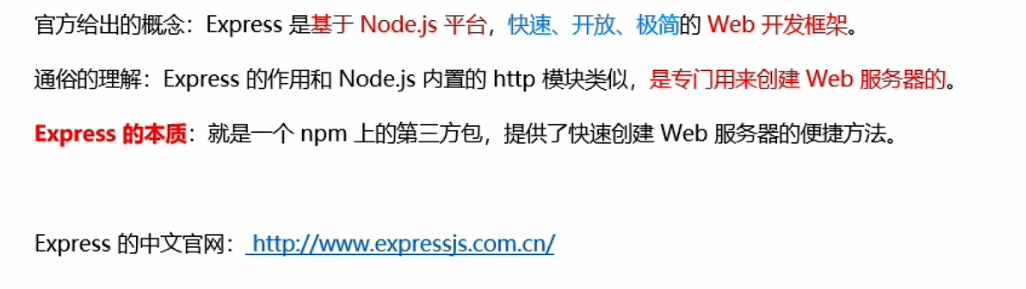 官方给出的概念：Express 是基于 Node.js 平台，快速、开放、极简的 Web 开发框架。
通俗的理解：Express 的作用和 Node.js 内置的 http 模块类似，是专门用来创建 Web 服务器的。
Express 的本质：就是一个 npm 上的第三方包，提供了快速创建 Web 服务器的便捷方法。
Express 的中文官网： http://www.expressjs.com.cn/